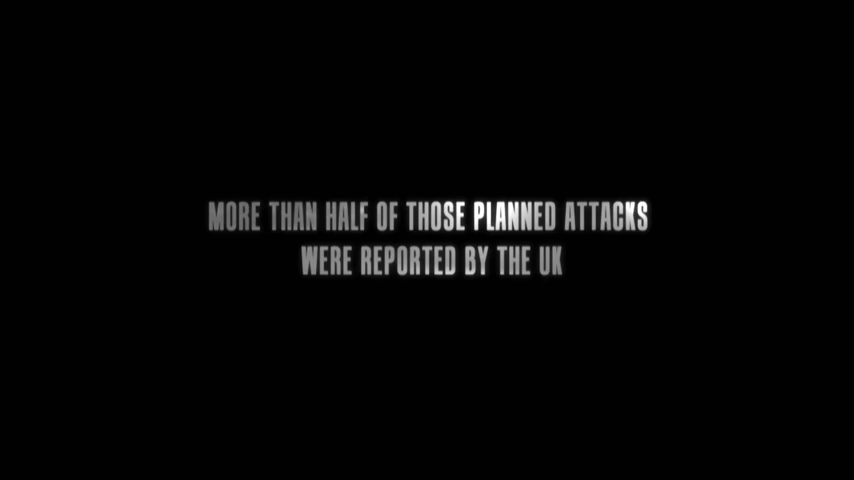 MORE THAN HALF OF THOSE PLANNED ATTACKS
WERE REPORTED BY THE UK